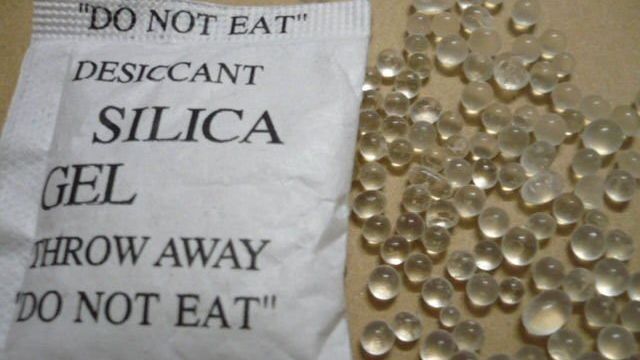 "DO NOT EAT"
DESICCANT
SILICA
GEL
THROW AWAY
"DO NOT EAT"